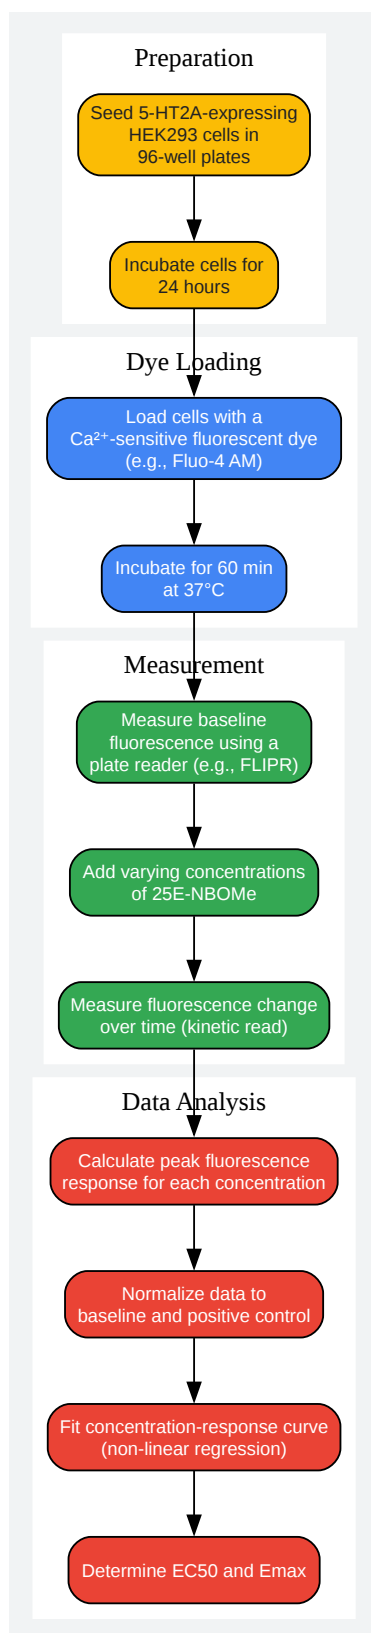 Preparation
Seed 5-HT2A-expressing
HEK293 cells in
96-well plates
Incubate cells for
24 hours
Dye Loading
Load cells with a
Ca²⁺-sensitive fluorescent dye
(e.g., Fluo-4 AM)
Incubate for 60 min
at 37°C
Measurement
Measure baseline
fluorescence using a
plate reader (e.g., FLIPR)
Add varying concentrations
of 25E-NBOMe
Measure fluorescence change
over time (kinetic read)
Data Analysis
Calculate peak fluorescence
response for each concentration
Normalize data to
baseline and positive control
Fit concentration-response curve
(non-linear regression)
Determine EC50 and Emax